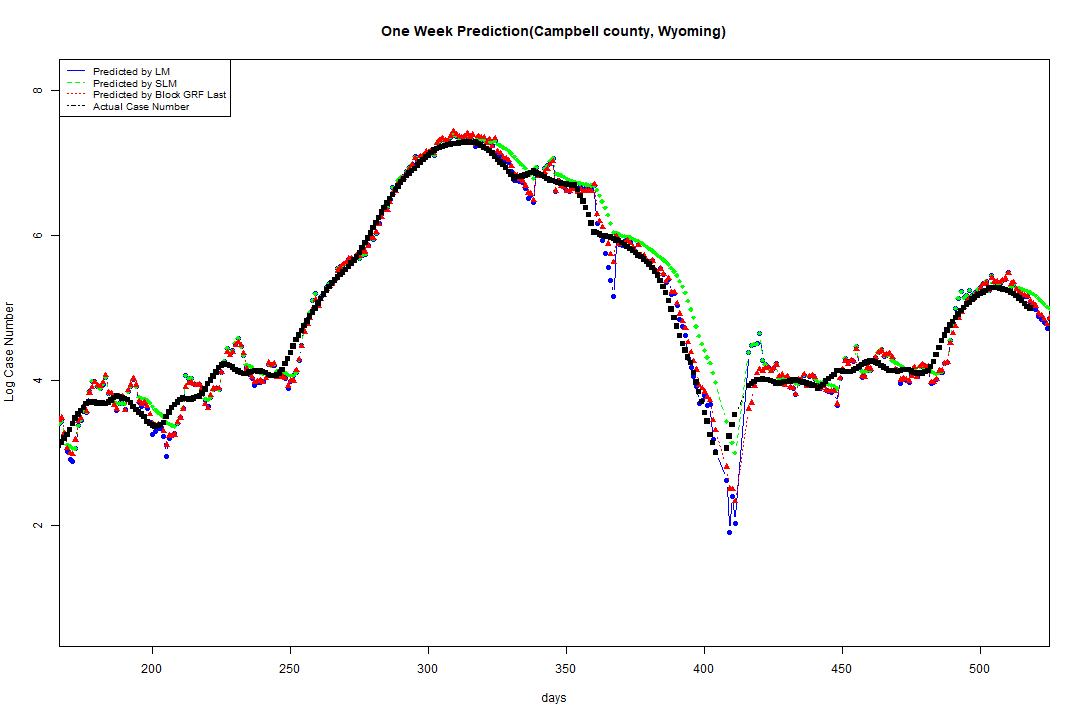 One Week Prediction(Campbell county, Wyoming)
Predicted by LM
Predicted by SLM
Predicted by Block GRF Last
Actual Case Number
8
6
4
2
Log Case Number
200 250 300 350 400 450 500
days